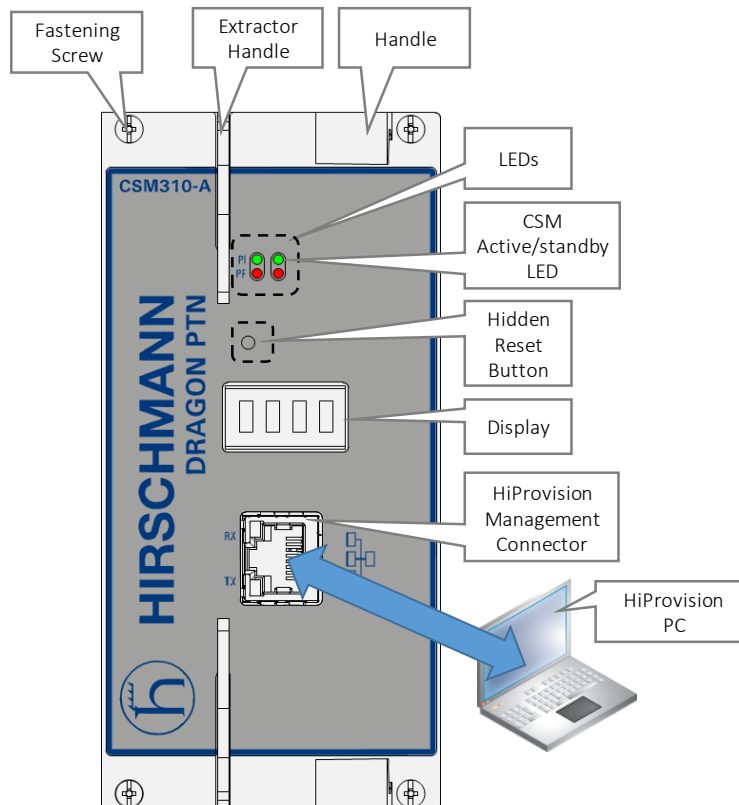 Fastening
Screw
Extractor
Handle
Handle
LEDs
CSM310-A
CSM
Active/standby
LED
PI
PF
Hidden
Reset
Button
HIRSCHMANN
DRAGON PTN
Display
HiProvision
Management
Connector
RX
TX
HiProvision
PC
h